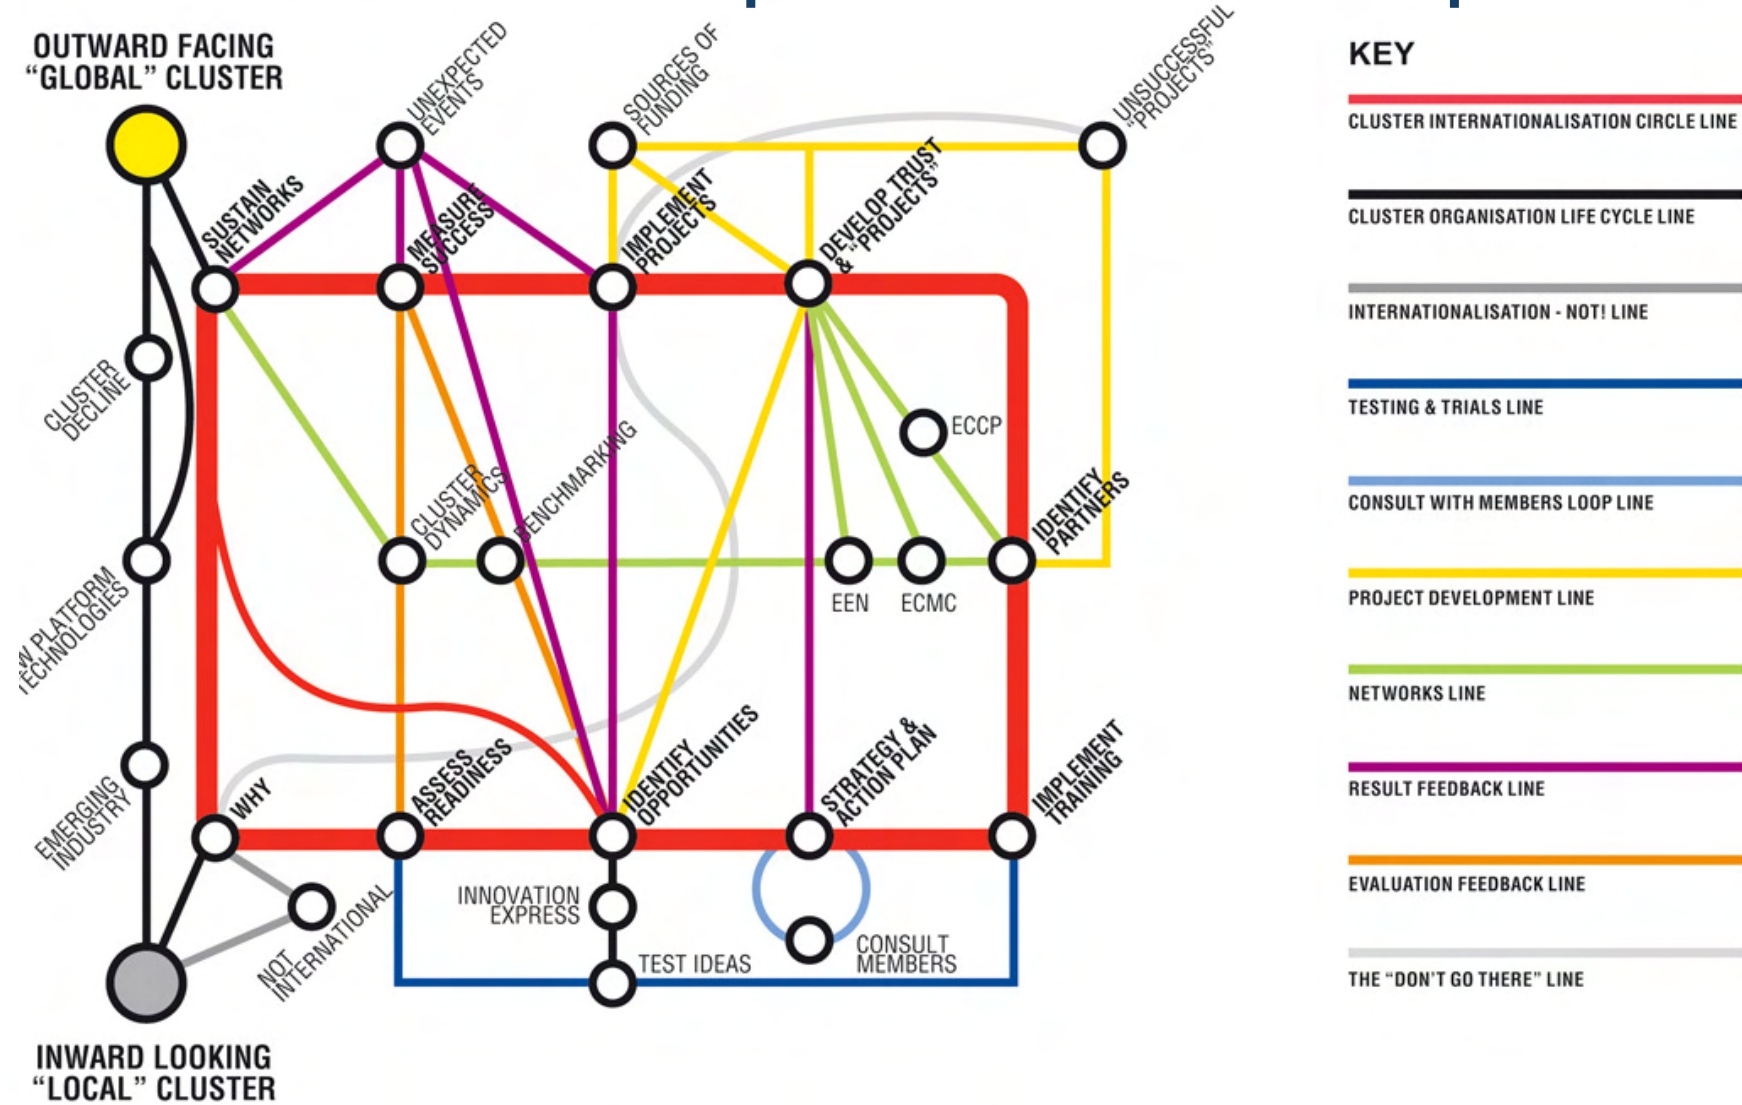 OUTWARD FACING
“GLOBAL” CLUSTER
UNEXPECTED
EVENTS
SOURCES OF
FUNDING
UNSUCCESSFUL
“PROJECTS”
SUSTAIN
NETWORKS
MEASURE
SUCCESS
IMPLEMENT
PROJECTS
DEVELOP TRUST
& “PROJECTS”
CLUSTER
DECLINE
ECCP
CLUSTER
DYNAMICS
BENCHMARKING
IDENTIFY
PARTNERS
EEN
ECMC
W PLATFORM
TECHNOLOGIES
EMERGING
INDUSTRY
WHY
ASSESS
READINESS
IDENTIFY
OPPORTUNITIES
STRATEGY &
ACTION PLAN
IMPLEMENT
TRAINING
NOT
INTERNATIONAL
INNOVATION
EXPRESS
TEST IDEAS
CONSULT
MEMBERS
INWARD LOOKING
“LOCAL” CLUSTER
KEY
CLUSTER INTERNATIONALISATION CIRCLE LINE
CLUSTER ORGANISATION LIFE CYCLE LINE
INTERNATIONALISATION - NOT! LINE
TESTING & TRIALS LINE
CONSULT WITH MEMBERS LOOP LINE
PROJECT DEVELOPMENT LINE
NETWORKS LINE
RESULT FEEDBACK LINE
EVALUATION FEEDBACK LINE
THE “DON’T GO THERE” LINE